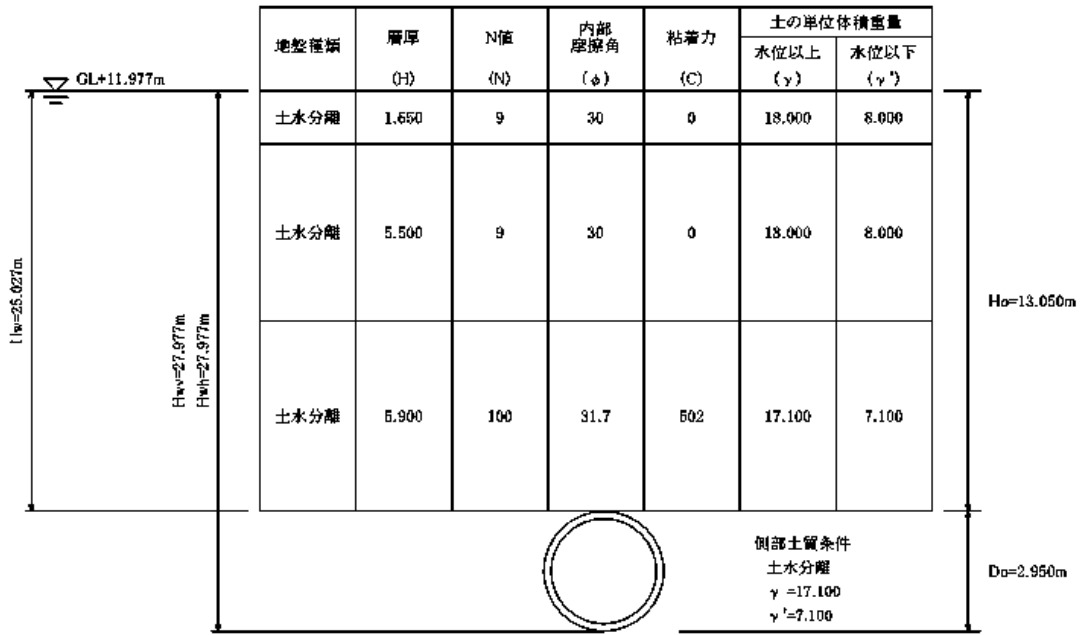 地盤種類 層厚 N値 内部 粘着力 土の単位体積重量
摩擦角 水位以上 水位以下
(H) (N) (φ) (C) (γ) (γ')
GL+11.977m
土水分離 1.650 9 30 0 18.000 8.000
土水分離 5.500 9 30 0 18.000 8.000
土水分離 5.900 100 31.7 502 17.100 7.100
Hw=25.027m
Hwv=27.977m
Hwh=27.977m
Ho=13.050m
側部土質条件
土水分離
γ =17.100
γ'=7.100
Do=2.950m